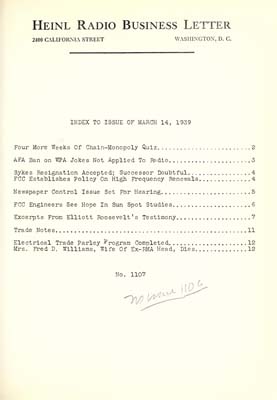 HEINL RADIO BUSINESS LETTER
2400 CALIFORNIA STREET WASHINGTON, D. C.
INDEX TO ISSUE OF MARCH 14, 1939
Four More Weeks Of Chain-Monopoly Quiz....................2
AFA Ban on WPA Jokes Not Applied To Radio..................3
Sykes Resignation Accepted; Successor Doubtful.............4
FCC Establishes Policy On High Frequency Renewals..........4
Newspaper Control Issue Set For Hearing....................5
FCC Engineers See Hope In Sun Spot Studies.................6
Excerpts From Elliott Roosevelt's Testimony................7
Trade Notes................................................11
Electrical Trade Parley Program Completed..................12
Mrs. Fred D. Williams, Wife Of Ex-RMA Head, Dies...........12
No. 1107